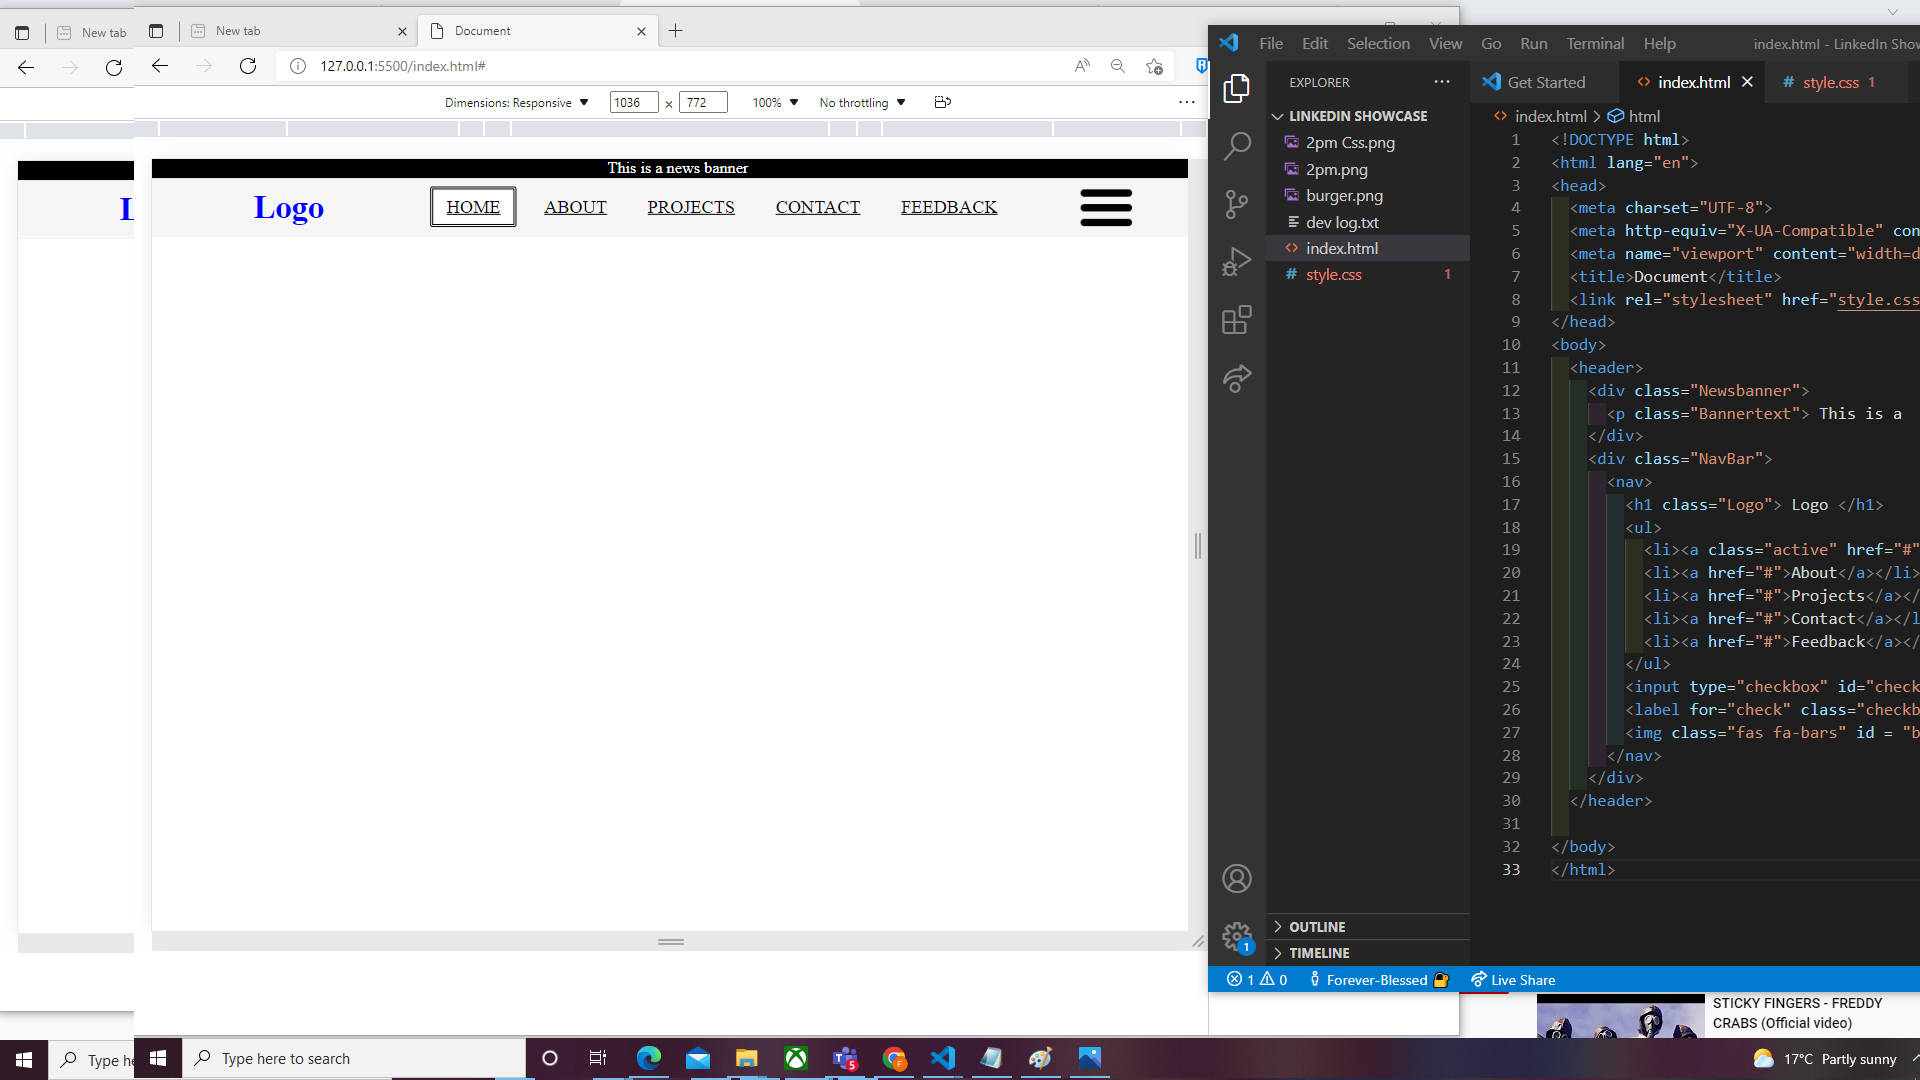 New tab
New tab
Document
127.0.0.1:5500/index.html#
Dimensions: Responsive
1036
×
772
100%
No throttling
This is a news banner
Logo
HOME
ABOUT
PROJECTS
CONTACT
FEEDBACK
File
Edit
Selection
View
Go
Run
Terminal
Help
index.html - LinkedIn Show
EXPLORER
Get Started
index.html
style.css
1
LINKEDIN SHOWCASE
2pm Css.png
2pm.png
burger.png
dev log.txt
index.html
style.css
1
index.html
html
1 <!DOCTYPE html>
2 <html lang="en">
3 <head>
4 <meta charset="UTF-8">
5 <meta http-equiv="X-UA-Compatible" con
6 <meta name="viewport" content="width=d
7 <title>Document</title>
8 <link rel="stylesheet" href="style.css
9 </head>
10 <body>
11 <header>
12 <div class="Newsbanner">
13 <p class="Bannertext"> This is a
14 </div>
15 <div class="NavBar">
16 <nav>
17 <h1 class="Logo"> Logo </h1>
18 <ul>
19 <li><a class="active" href="#"
20 <li><a href="#">About</a></li>
21 <li><a href="#">Projects</a></
22 <li><a href="#">Contact</a></l
23 <li><a href="#">Feedback</a></
24 </ul>
25 <input type="checkbox" id="check
26 <label for="check" class="checkb
27 <img class="fas fa-bars" id = "b
28 </nav>
29 </div>
30 </header>
31
32 </body>
33 </html>
OUTLINE
TIMELINE
1
1
0
Forever-Blessed
Live Share
STICKY FINGERS - FREDDY
CRABS (Official video)
Type he
Type here to search
5
F
17°C
Partly sunny